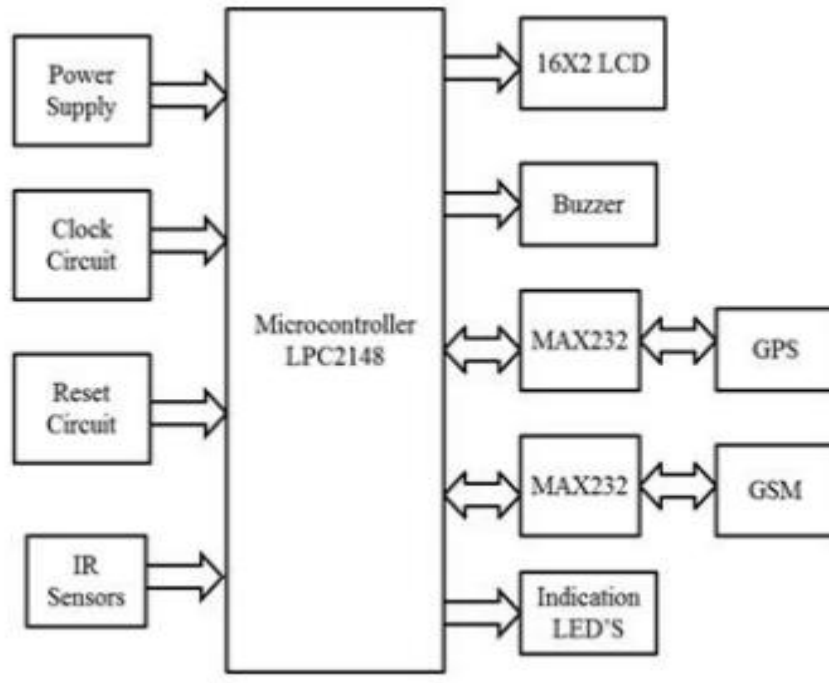 Power
Supply
Clock
Circuit
Reset
Circuit
IR
Sensors
Microcontroller
LPC2148
16X2 LCD
Buzzer
MAX232
GPS
MAX232
GSM
Indication
LED'S